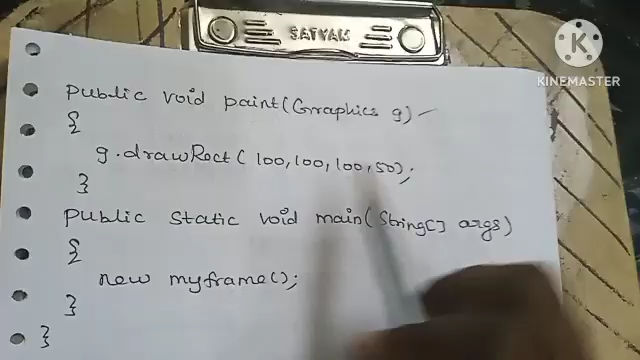 SATYAM
KINEMASTER
public void paint(Graphics g)
{
g.drawRect(100,100,100,50);
}
public static void main(String[] args)
{
new myframe();
}
}